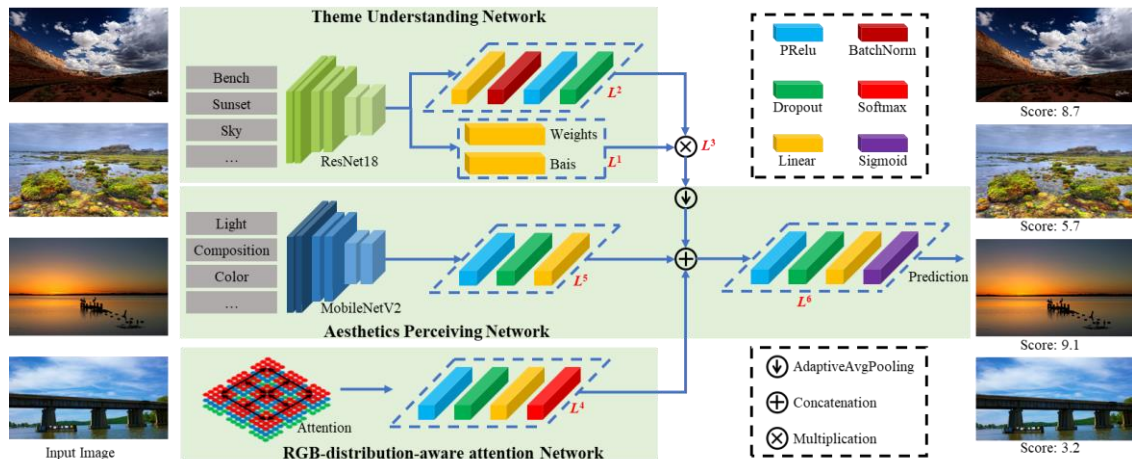 Theme Understanding Network
Bench
Sunset
Sky
...
ResNet18
L²
Weights
Bais
L¹
L³
PRelu
BatchNorm
Dropout
Softmax
Linear
Sigmoid
Score: 8.7
Light
Composition
Color
...
MobileNetV2
L⁵
L⁶
Prediction
Aesthetics Perceiving Network
Score: 5.7
Score: 9.1
Attention
L⁴
RGB-distribution-aware attention Network
AdaptiveAvgPooling
Concatenation
Multiplication
Input Image
Score: 3.2